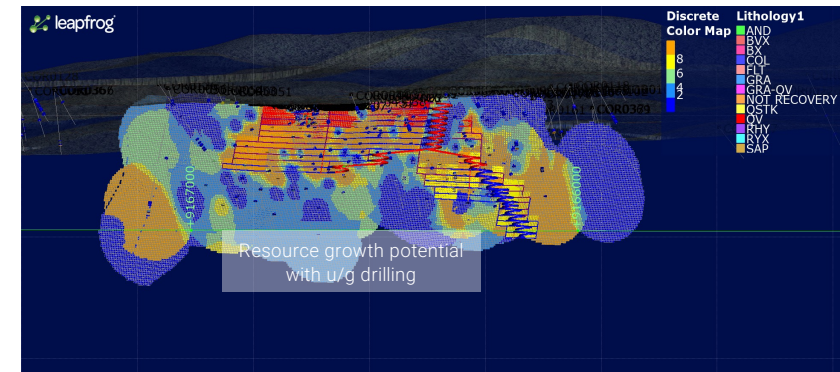 leapfrog
Discrete
Color Map
8
6
4
2
Lithology1
AND
BVX
BX
COL
FLT
GRA
GRA-QV
NOT RECOVERY
QSTK
QV
RHY
RYX
SAP
COR0364
+9167000
Resource growth potential
with u/g drilling